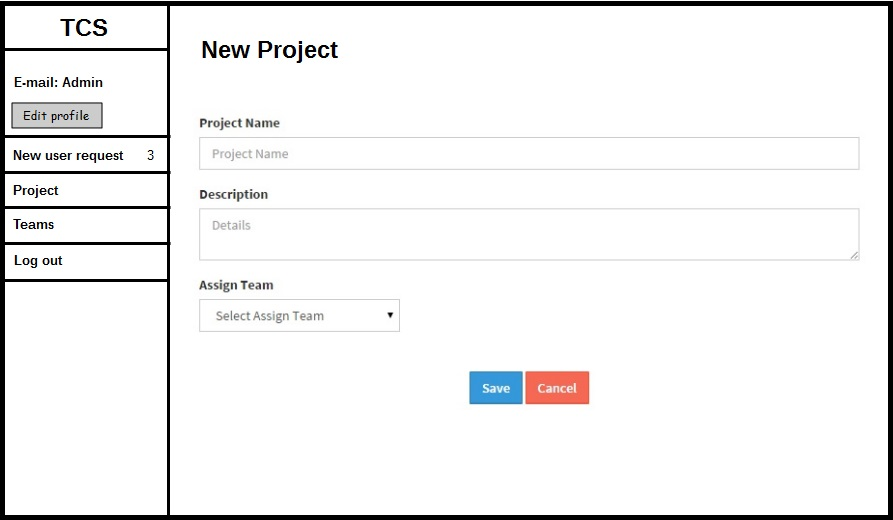 TCS
E-mail: Admin
Edit profile
New user request 3
Project
Teams
Log out
New Project
Project Name
Project Name
Description
Details
Assign Team
Select Assign Team
Save Cancel